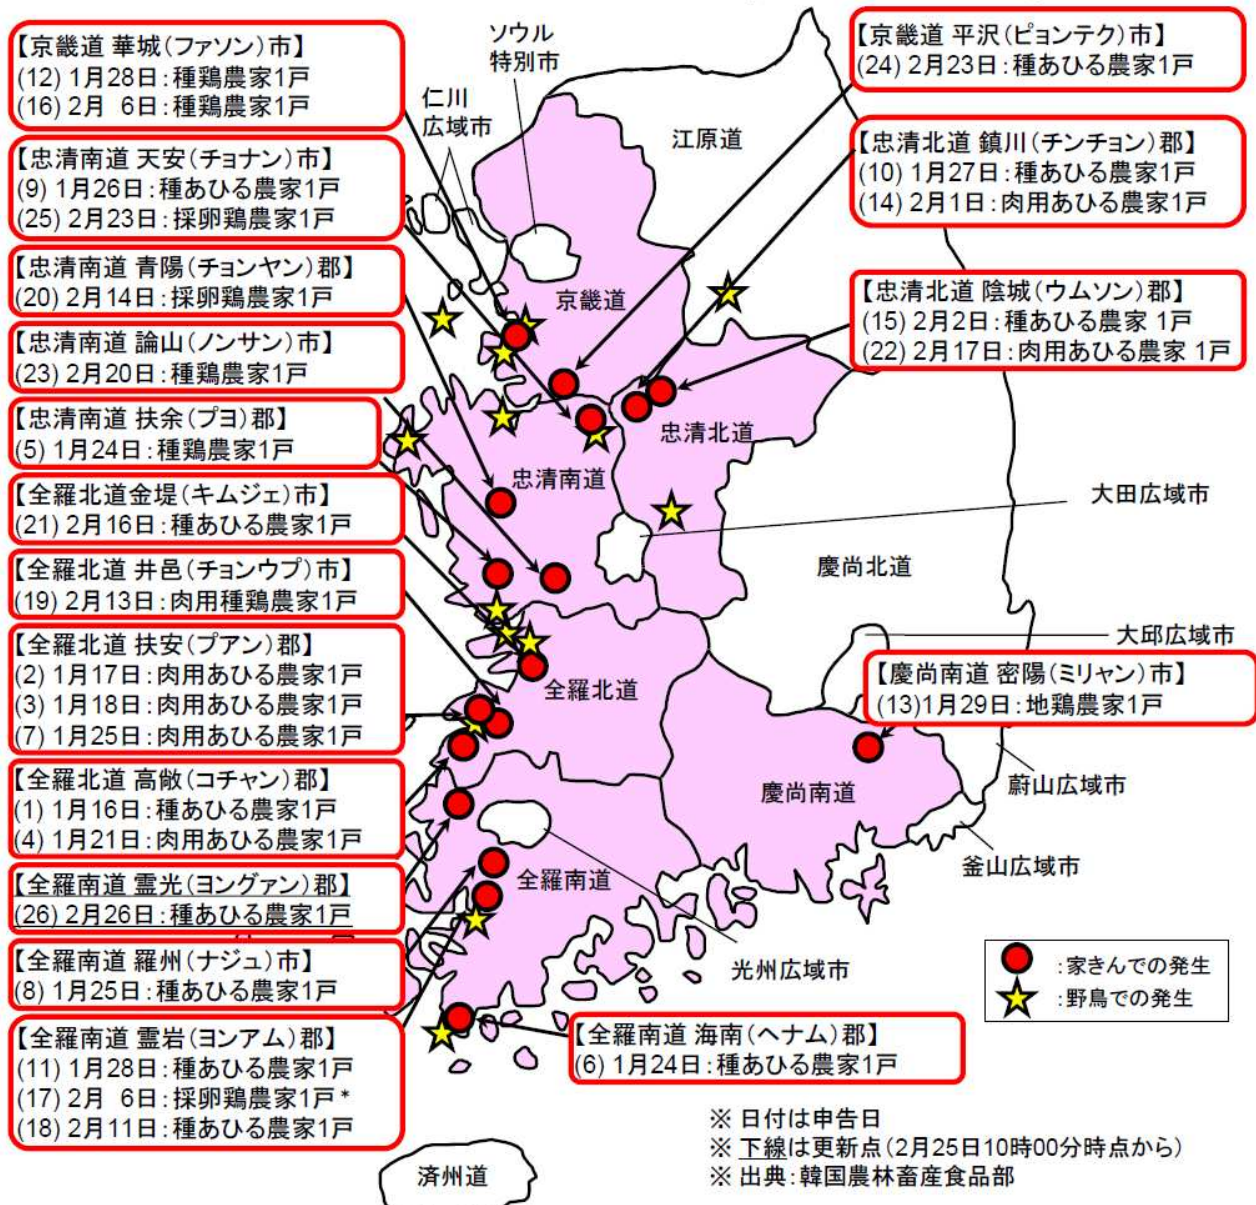 【京畿道 華城(ファソン)市】
(12) 1月28日:種鶏農家1戸
(16) 2月 6日:種鶏農家1戸
【忠清南道 天安(チョナン)市】
(9) 1月26日:種あひる農家1戸
(25) 2月23日:採卵鶏農家1戸
【忠清南道 青陽(チョンヤン)郡】
(20) 2月14日:採卵鶏農家1戸
【忠清南道 論山(ノンサン)市】
(23) 2月20日:種鶏農家1戸
【忠清南道 扶余(プヨ)郡】
(5) 1月24日:種鶏農家1戸
【全羅北道金堤(キムジェ)市】
(21) 2月16日:種あひる農家1戸
【全羅北道 井邑(チョンウプ)市】
(19) 2月13日:肉用種鶏農家1戸
【全羅北道 扶安(プアン)郡】
(2) 1月17日:肉用あひる農家1戸
(3) 1月18日:肉用あひる農家1戸
(7) 1月25日:肉用あひる農家1戸
【全羅北道 高敞(コチャン)郡】
(1) 1月16日:種あひる農家1戸
(4) 1月21日:肉用あひる農家1戸
【全羅南道 霊光(ヨングァン)郡】
(26) 2月26日:種あひる農家1戸
【全羅南道 羅州(ナジュ)市】
(8) 1月25日:種あひる農家1戸
【全羅南道 霊岩(ヨンアム)郡】
(11) 1月28日:種あひる農家1戸
(17) 2月 6日:採卵鶏農家1戸*
(18) 2月11日:種あひる農家1戸
ソウル
特別市
仁川
広域市
江原道
京畿道
忠清北道
忠清南道
大田広域市
慶尚北道
大邱広域市
全羅北道
慶尚南道
蔚山広域市
釜山広域市
全羅南道
光州広域市
済州道
【京畿道 平沢(ピョンテク)市】
(24) 2月23日:種あひる農家1戸
【忠清北道 鎮川(チンチョン)郡】
(10) 1月27日:種あひる農家1戸
(14) 2月1日:肉用あひる農家1戸
【忠清北道 陰城(ウムソン)郡】
(15) 2月2日:種あひる農家 1戸
(22) 2月17日:肉用あひる農家 1戸
【慶尚南道 密陽(ミリャン)市】
(13)1月29日:地鶏農家1戸
【全羅南道 海南(ヘナム)郡】
(6) 1月24日:種あひる農家1戸
:家きんでの発生
:野鳥での発生
※ 日付は申告日
※ 下線は更新点(2月25日10時00分時点から)
※ 出典:韓国農林畜産食品部